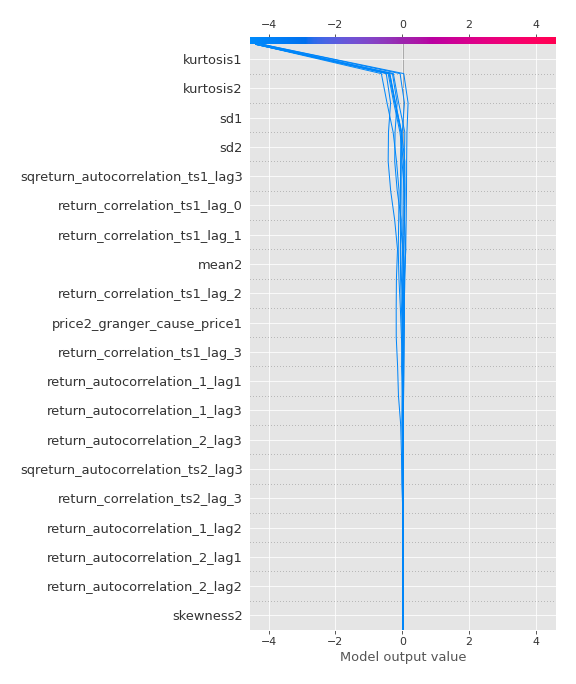 −4 −2 0 2 4
kurtosis1
kurtosis2
sd1
sd2
sqreturn_autocorrelation_ts1_lag3
return_correlation_ts1_lag_0
return_correlation_ts1_lag_1
mean2
return_correlation_ts1_lag_2
price2_granger_cause_price1
return_correlation_ts1_lag_3
return_autocorrelation_1_lag1
return_autocorrelation_1_lag3
return_autocorrelation_2_lag3
sqreturn_autocorrelation_ts2_lag3
return_correlation_ts2_lag_3
return_autocorrelation_1_lag2
return_autocorrelation_2_lag1
return_autocorrelation_2_lag2
skewness2
−4 −2 0 2 4
Model output value